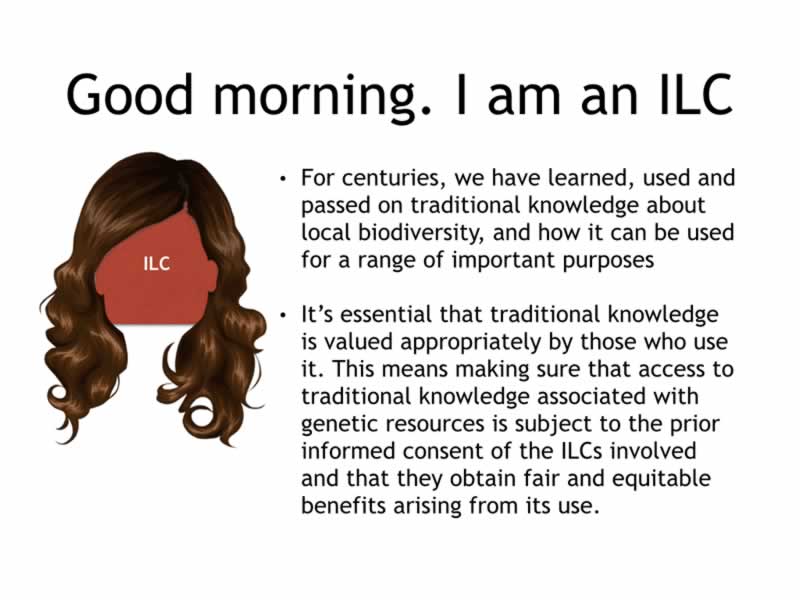 Good morning. I am an ILC
ILC
• For centuries, we have learned, used and
passed on traditional knowledge about
local biodiversity, and how it can be used
for a range of important purposes
• It’s essential that traditional knowledge
is valued appropriately by those who use
it. This means making sure that access to
traditional knowledge associated with
genetic resources is subject to the prior
informed consent of the ILCs involved
and that they obtain fair and equitable
benefits arising from its use.